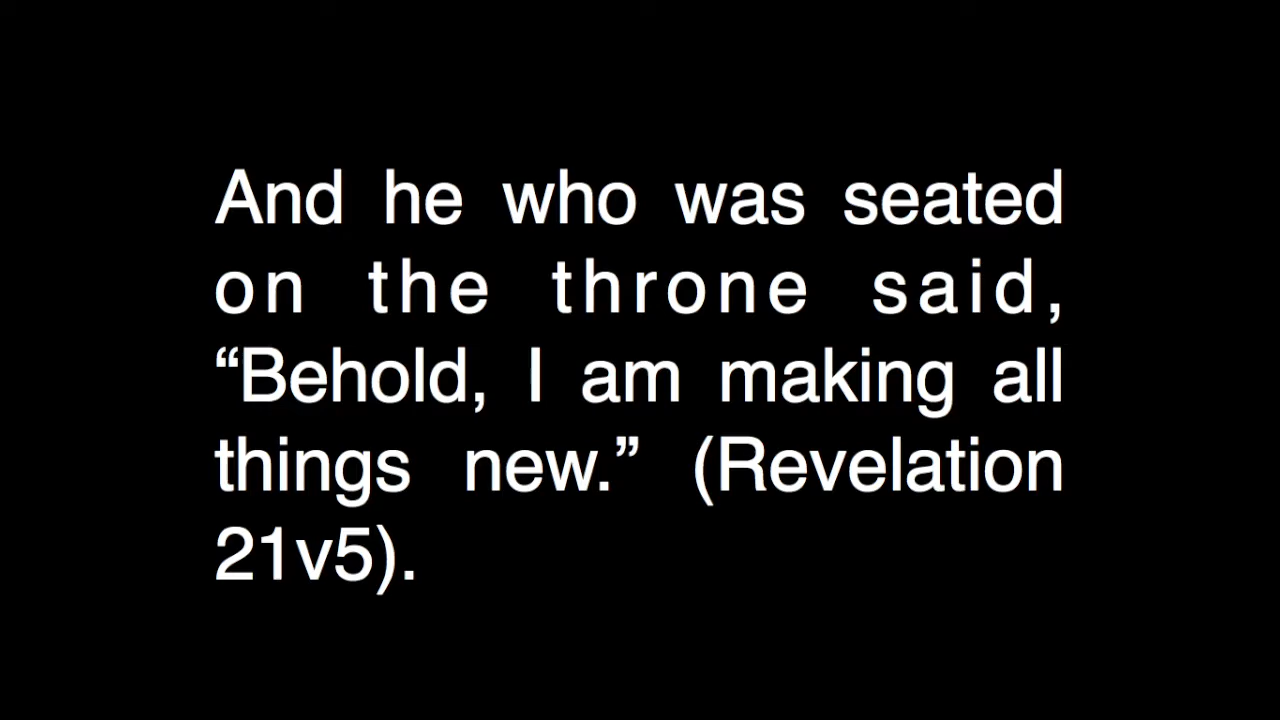 And he who was seated
on the throne said,
“Behold, I am making all
things new.” (Revelation
21v5).